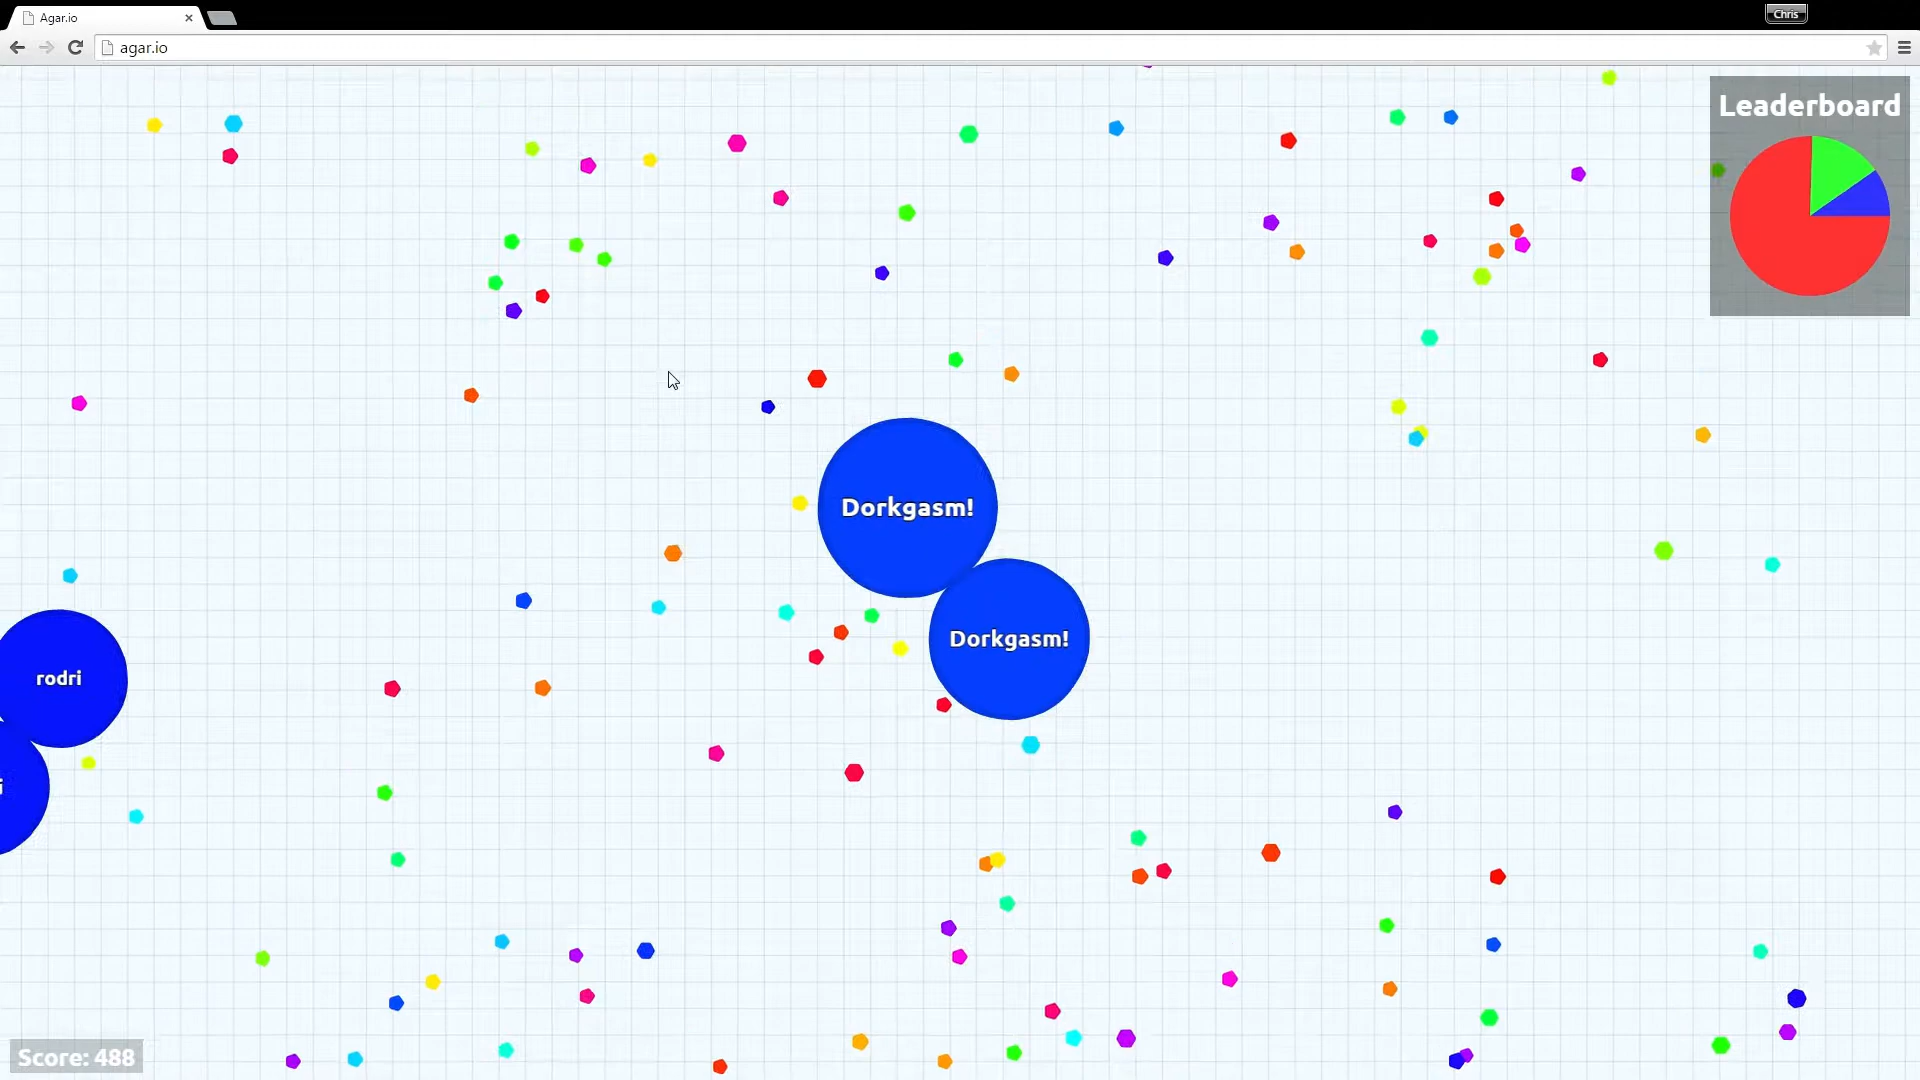 Agar.io
Chris
agar.io
Leaderboard
Dorkgasm!
Dorkgasm!
rodri
i
Score: 488